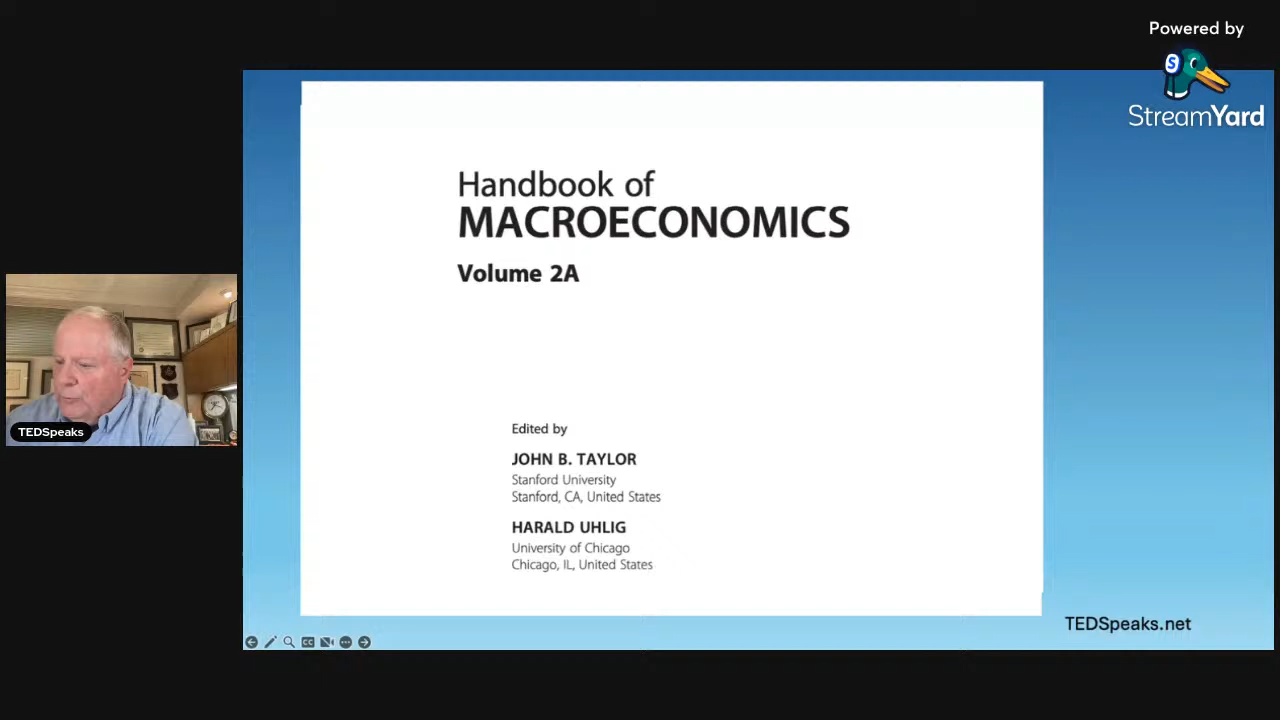 Powered by
S
StreamYard
Handbook of
MACROECONOMICS
Volume 2A
Edited by
JOHN B. TAYLOR
Stanford University
Stanford, CA, United States
HARALD UHLIG
University of Chicago
Chicago, IL, United States
TEDSpeaks
TEDSpeaks.net
CC